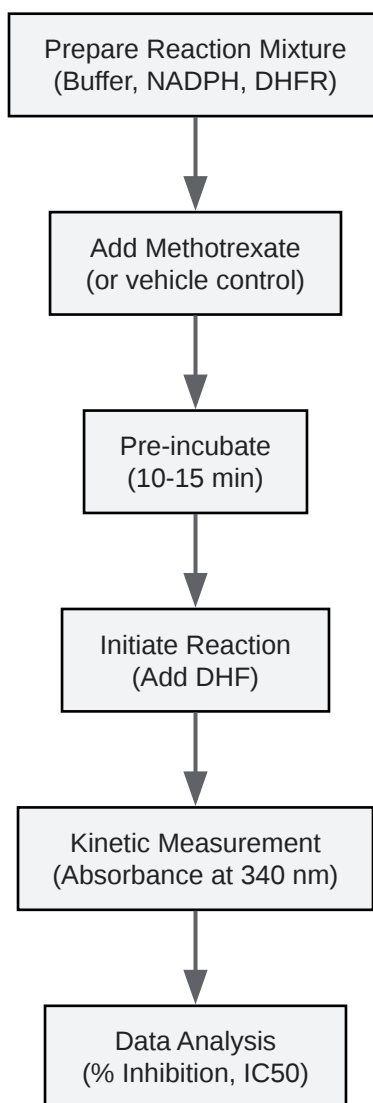 Prepare Reaction Mixture
(Buffer, NADPH, DHFR)
Add Methotrexate
(or vehicle control)
Pre-incubate
(10-15 min)
Initiate Reaction
(Add DHF)
Kinetic Measurement
(Absorbance at 340 nm)
Data Analysis
(% Inhibition, IC50)